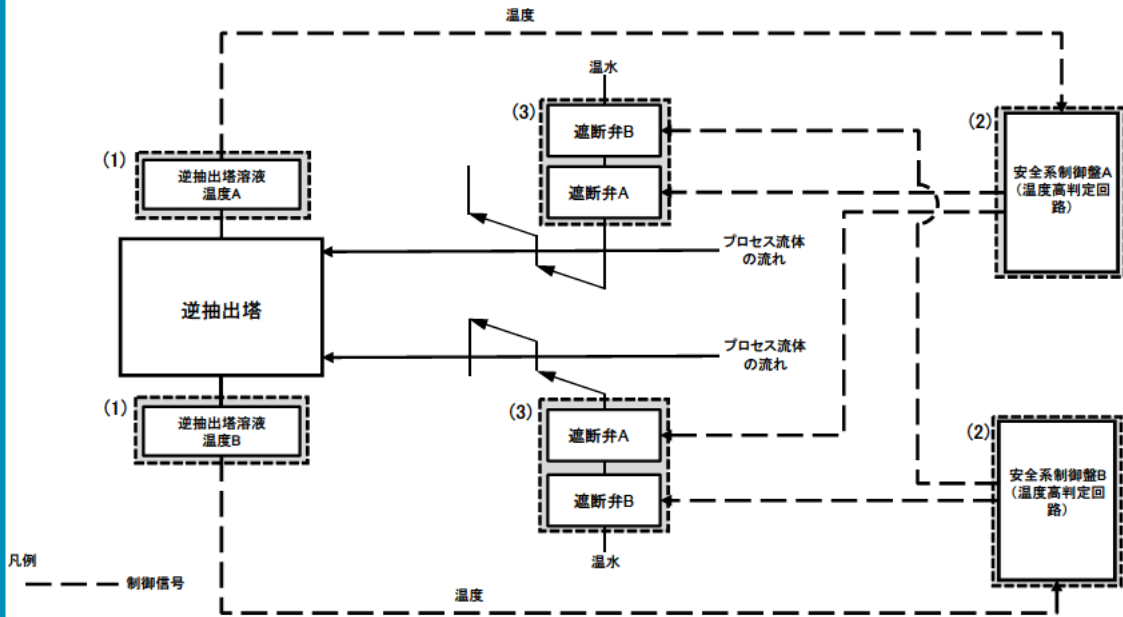 温度
温水
(3)
遮断弁B
遮断弁A
(2)
安全系制御盤A
(温度高判定回
路)
(1)
逆抽出塔溶液
温度A
プロセス流体
の流れ
逆抽出塔
プロセス流体
の流れ
(1)
逆抽出塔溶液
温度B
(3)
遮断弁A
遮断弁B
温水
(2)
安全系制御盤B
(温度高判定回
路)
凡例
制御信号
温度